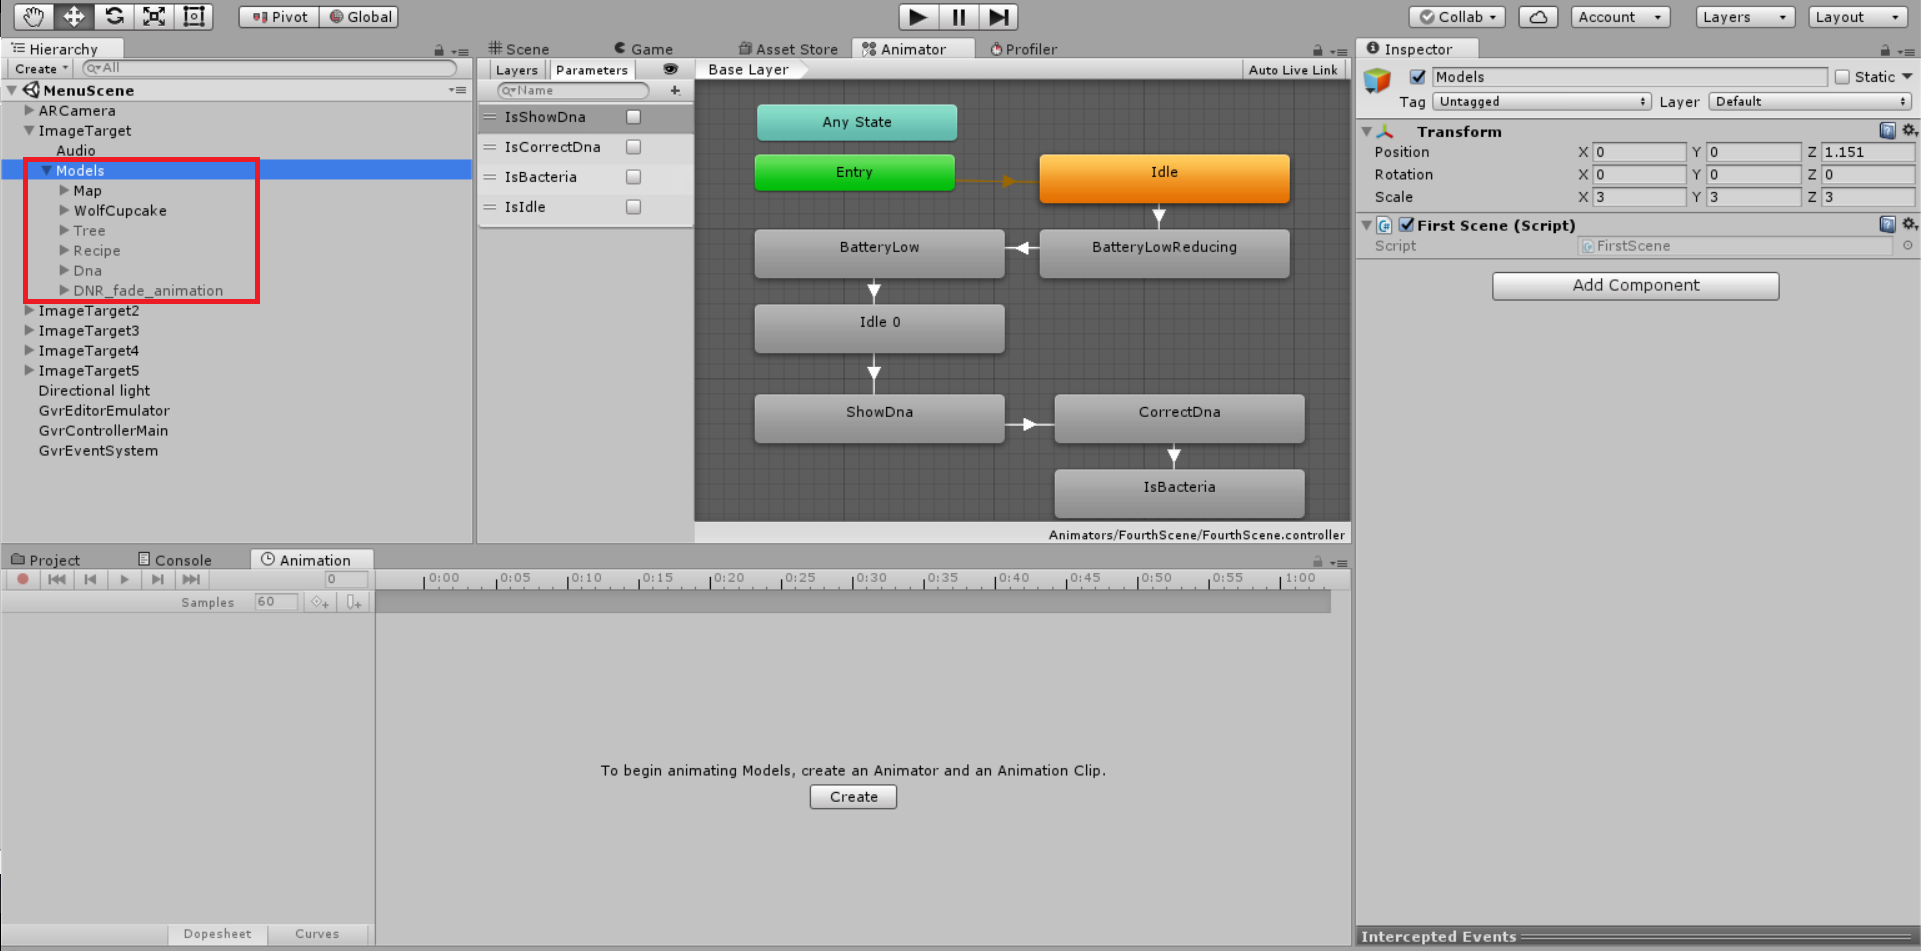 Pivot Global Collab Account Layers Layout
Hierarchy
Create All
MenuScene
ARCamera
ImageTarget
Audio
Models
Map
WolfCupcake
Tree
Recipe
Dna
DNR_fade_animation
ImageTarget2
ImageTarget3
ImageTarget4
ImageTarget5
Directional light
GvrEditorEmulator
GvrControllerMain
GvrEventSystem
Scene Game Asset Store Animator Profiler
Layers Parameters Base Layer Auto Live Link
Name
IsShowDna
IsCorrectDna
IsBacteria
IsIdle
Any State
Entry Idle
BatteryLow BatteryLowReducing
Idle 0
ShowDna CorrectDna
IsBacteria
Animators/FourthScene/FourthScene.controller
Inspector
Models Static
Tag Untagged Layer Default
Transform
Position X 0 Y 0 Z 1.151
Rotation X 0 Y 0 Z 0
Scale X 3 Y 3 Z 3
First Scene (Script)
Script FirstScene
Add Component
Project Console Animation
0 0:00 0:05 0:10 0:15 0:20 0:25 0:30 0:35 0:40 0:45 0:50 0:55 1:00
Samples 60
To begin animating Models, create an Animator and an Animation Clip.
Create
Dopesheet Curves
Intercepted Events